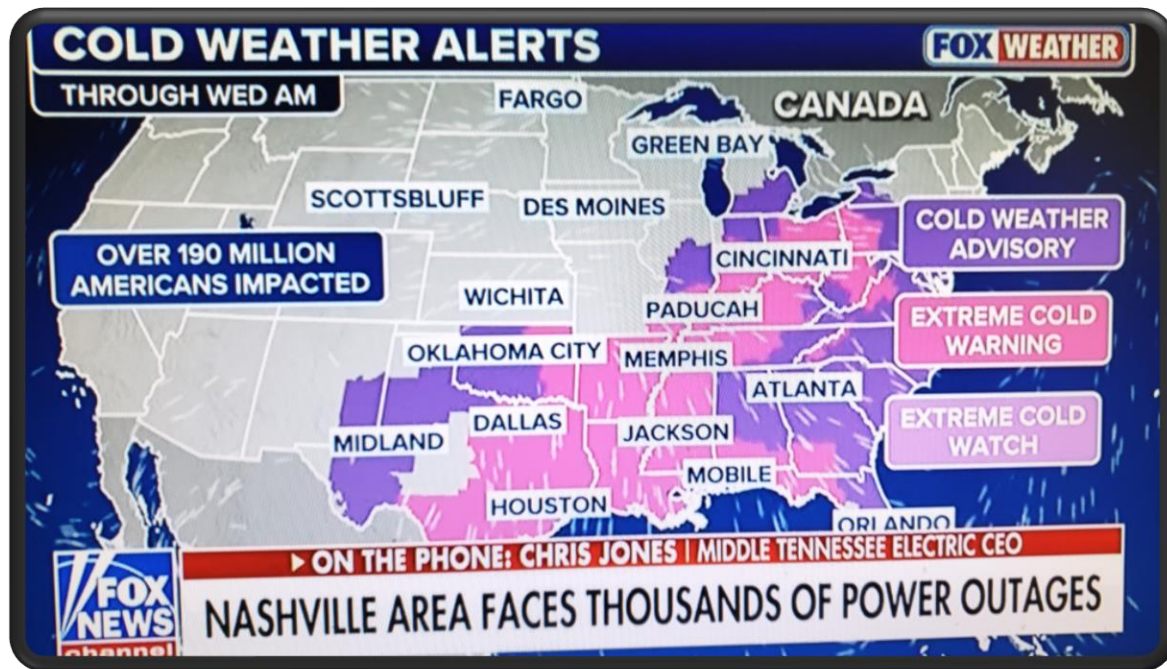 COLD WEATHER ALERTS
FOX WEATHER
THROUGH WED AM
FARGO
CANADA
GREEN BAY
SCOTTSBLUFF
DES MOINES
COLD WEATHER
ADVISORY
OVER 190 MILLION
AMERICANS IMPACTED
CINCINNATI
WICHITA
PADUCAH
EXTREME COLD
WARNING
OKLAHOMA CITY
MEMPHIS
ATLANTA
DALLAS
JACKSON
EXTREME COLD
WATCH
MIDLAND
MOBILE
HOUSTON
ORLANDO
▸ ON THE PHONE: CHRIS JONES | MIDDLE TENNESSEE ELECTRIC CEO
FOX
NEWS
channel
NASHVILLE AREA FACES THOUSANDS OF POWER OUTAGES